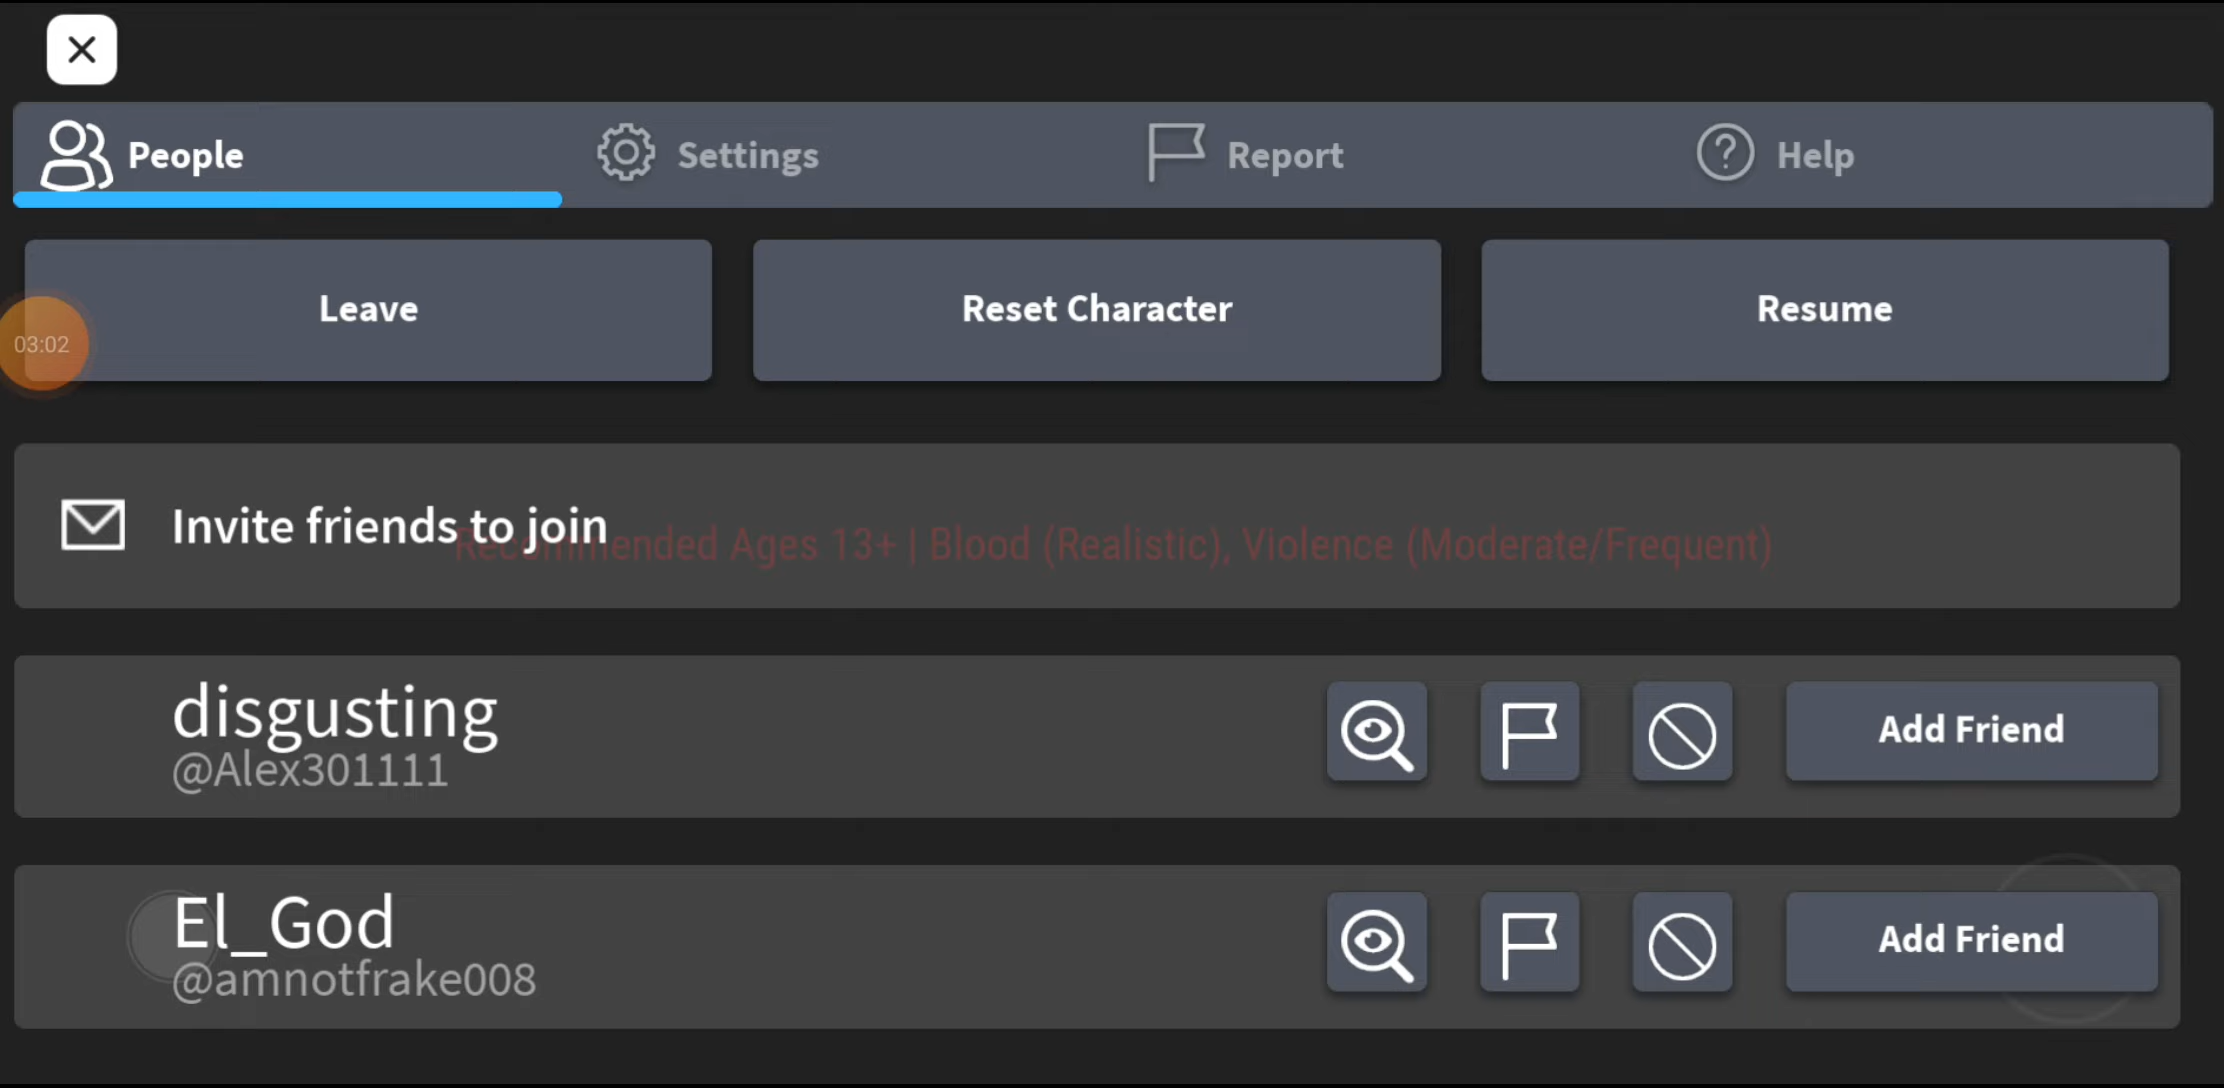 People
Settings
Report
Help
Leave
Reset Character
Resume
03:02
Invite friends to join
Recommended Ages 13+ | Blood (Realistic), Violence (Moderate/Frequent)
disgusting
@Alex301111
Add Friend
El_God
@amnotfrake008
Add Friend